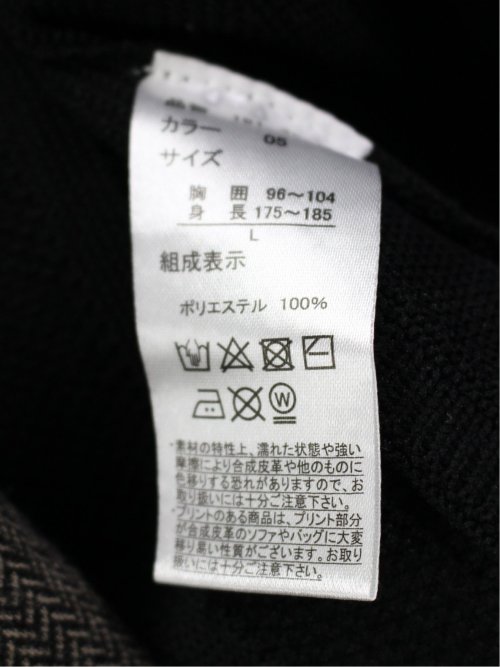 カラー 05
サイズ
胸 囲 96〜104
身 長 175〜185
L
組成表示
ポリエステル 100%
W
・素材の特性上、濡れた状態や強い
摩擦により合成皮革や他のものに
色移りする恐れがありますので、お
取り扱いには十分ご注意下さい。
・プリントのある商品は、プリント部分
が合成皮革のソファやバッグに大変
移り易い性質がございます。お取り
扱いには十分ご注意下さい。